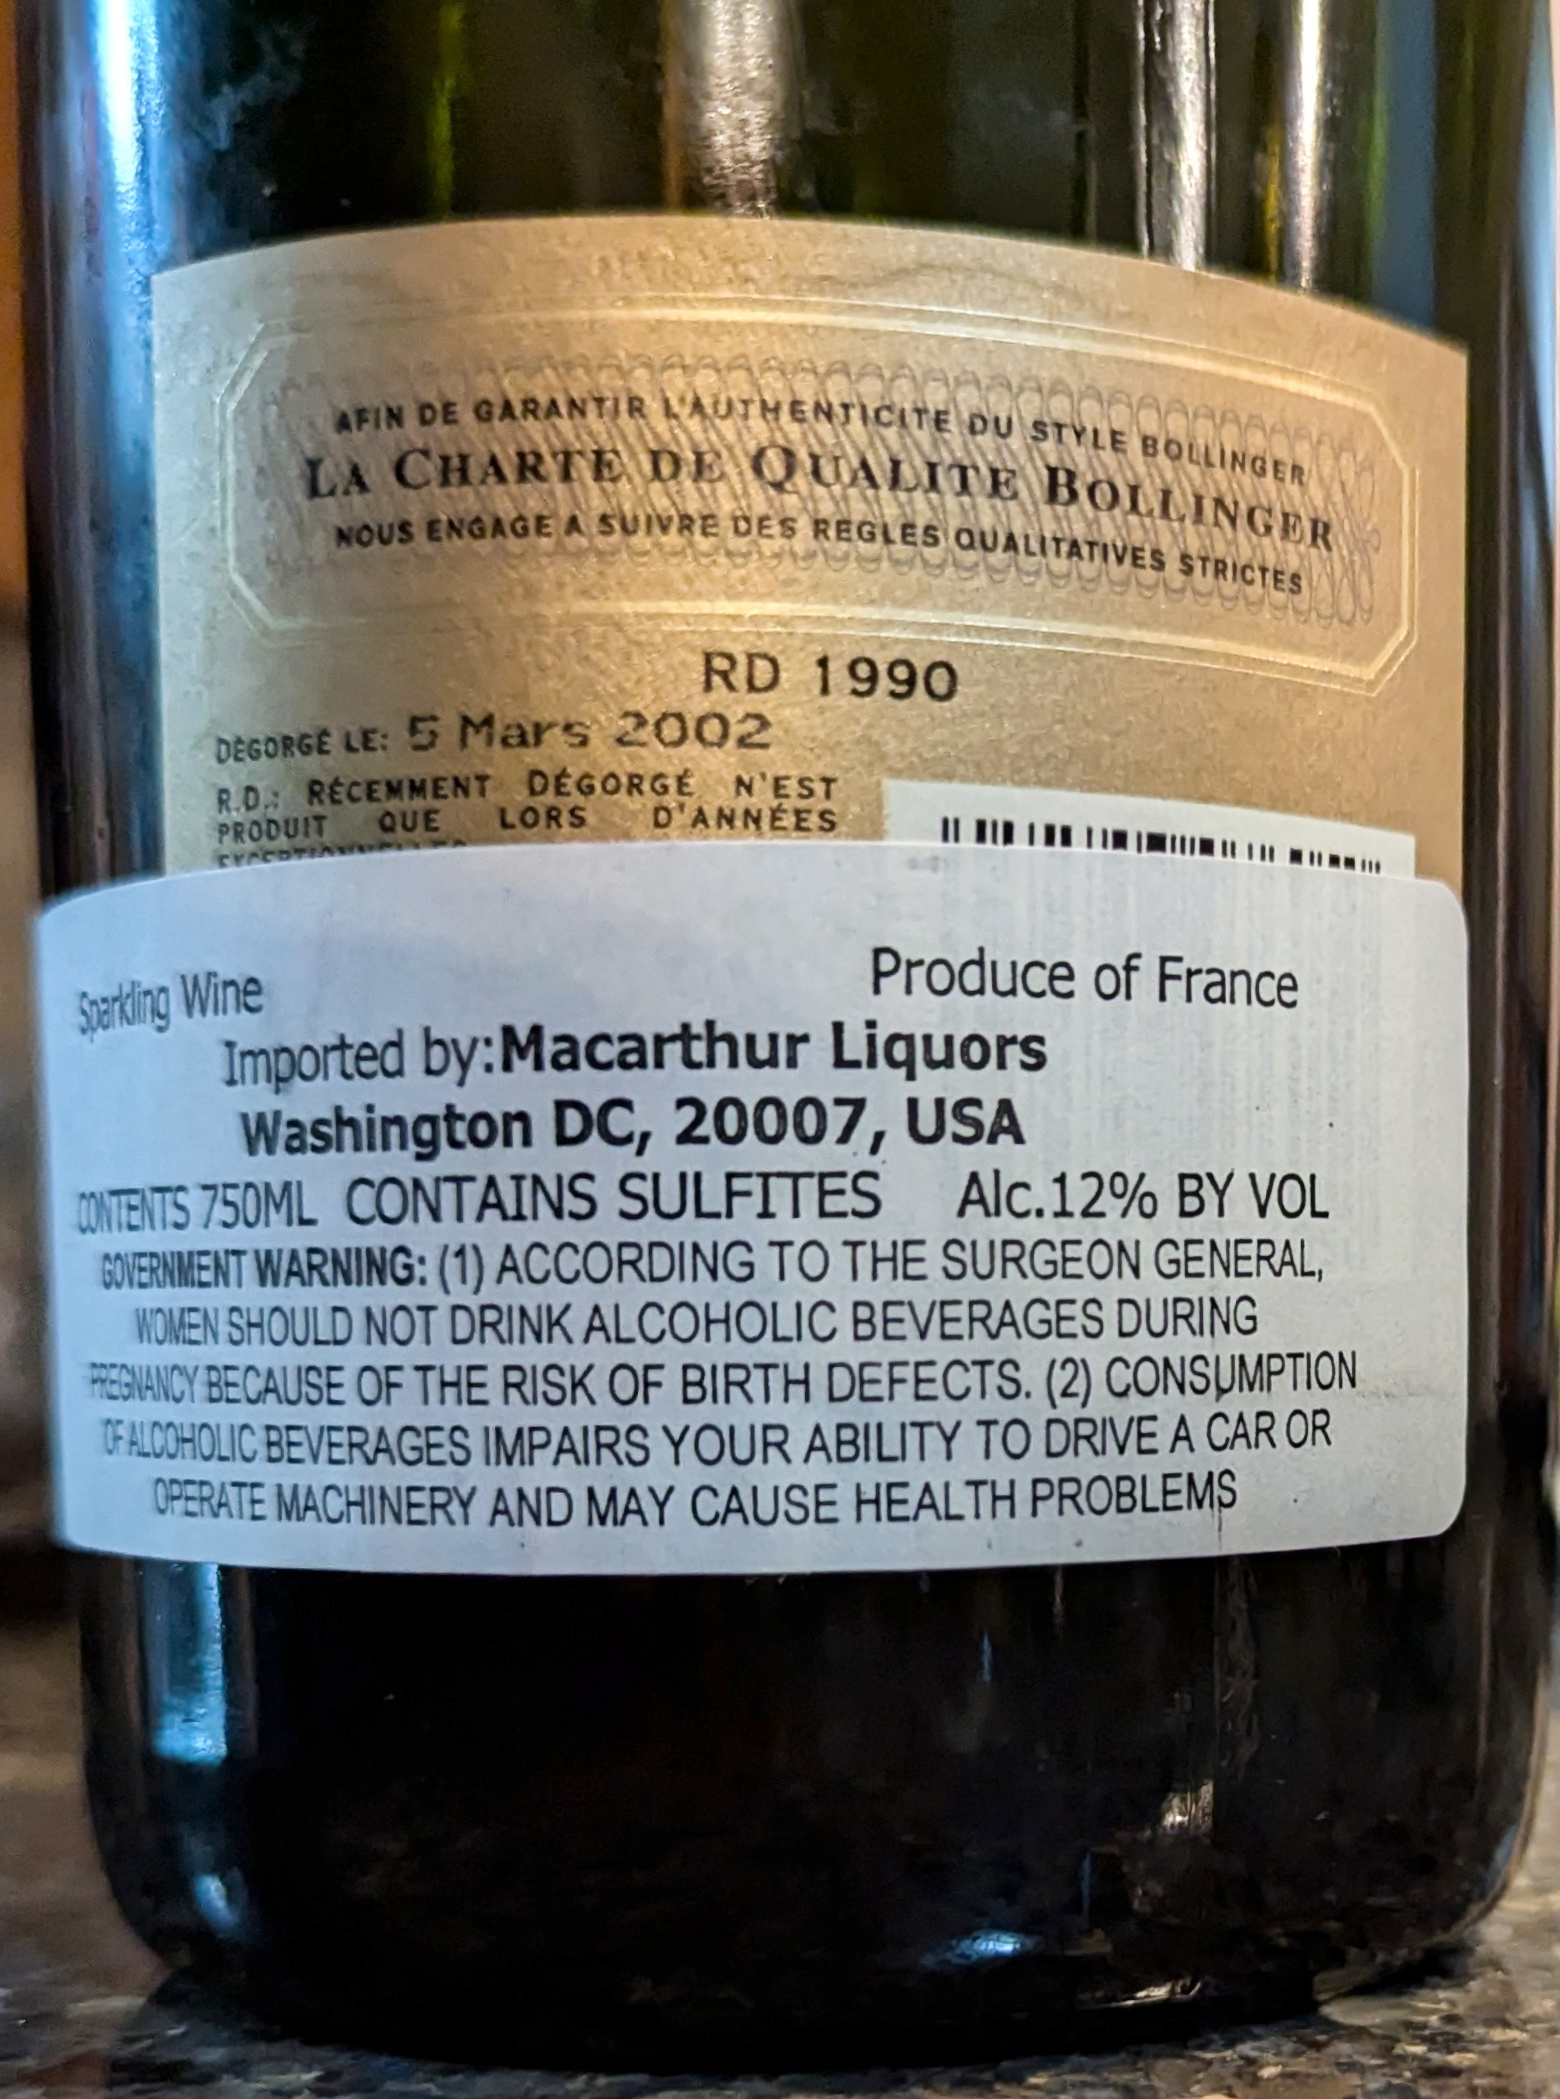 AFIN DE GARANTIR L'AUTHENTICITE DU STYLE BOLLINGER
LA CHARTE DE QUALITE BOLLINGER
NOUS ENGAGE A SUIVRE DES REGLES QUALITATIVES STRICTES
RD 1990
DÉGORGÉ LE: 5 Mars 2002
R.D.: RÉCEMMENT DÉGORGÉ N'EST
PRODUIT QUE LORS D'ANNÉES
EXCEPTIONNELLES
Sparkling Wine Produce of France
Imported by:Macarthur Liquors
Washington DC, 20007, USA
CONTENTS 750ML CONTAINS SULFITES Alc.12% BY VOL
GOVERNMENT WARNING: (1) ACCORDING TO THE SURGEON GENERAL,
WOMEN SHOULD NOT DRINK ALCOHOLIC BEVERAGES DURING
PREGNANCY BECAUSE OF THE RISK OF BIRTH DEFECTS. (2) CONSUMPTION
OF ALCOHOLIC BEVERAGES IMPAIRS YOUR ABILITY TO DRIVE A CAR OR
OPERATE MACHINERY AND MAY CAUSE HEALTH PROBLEMS